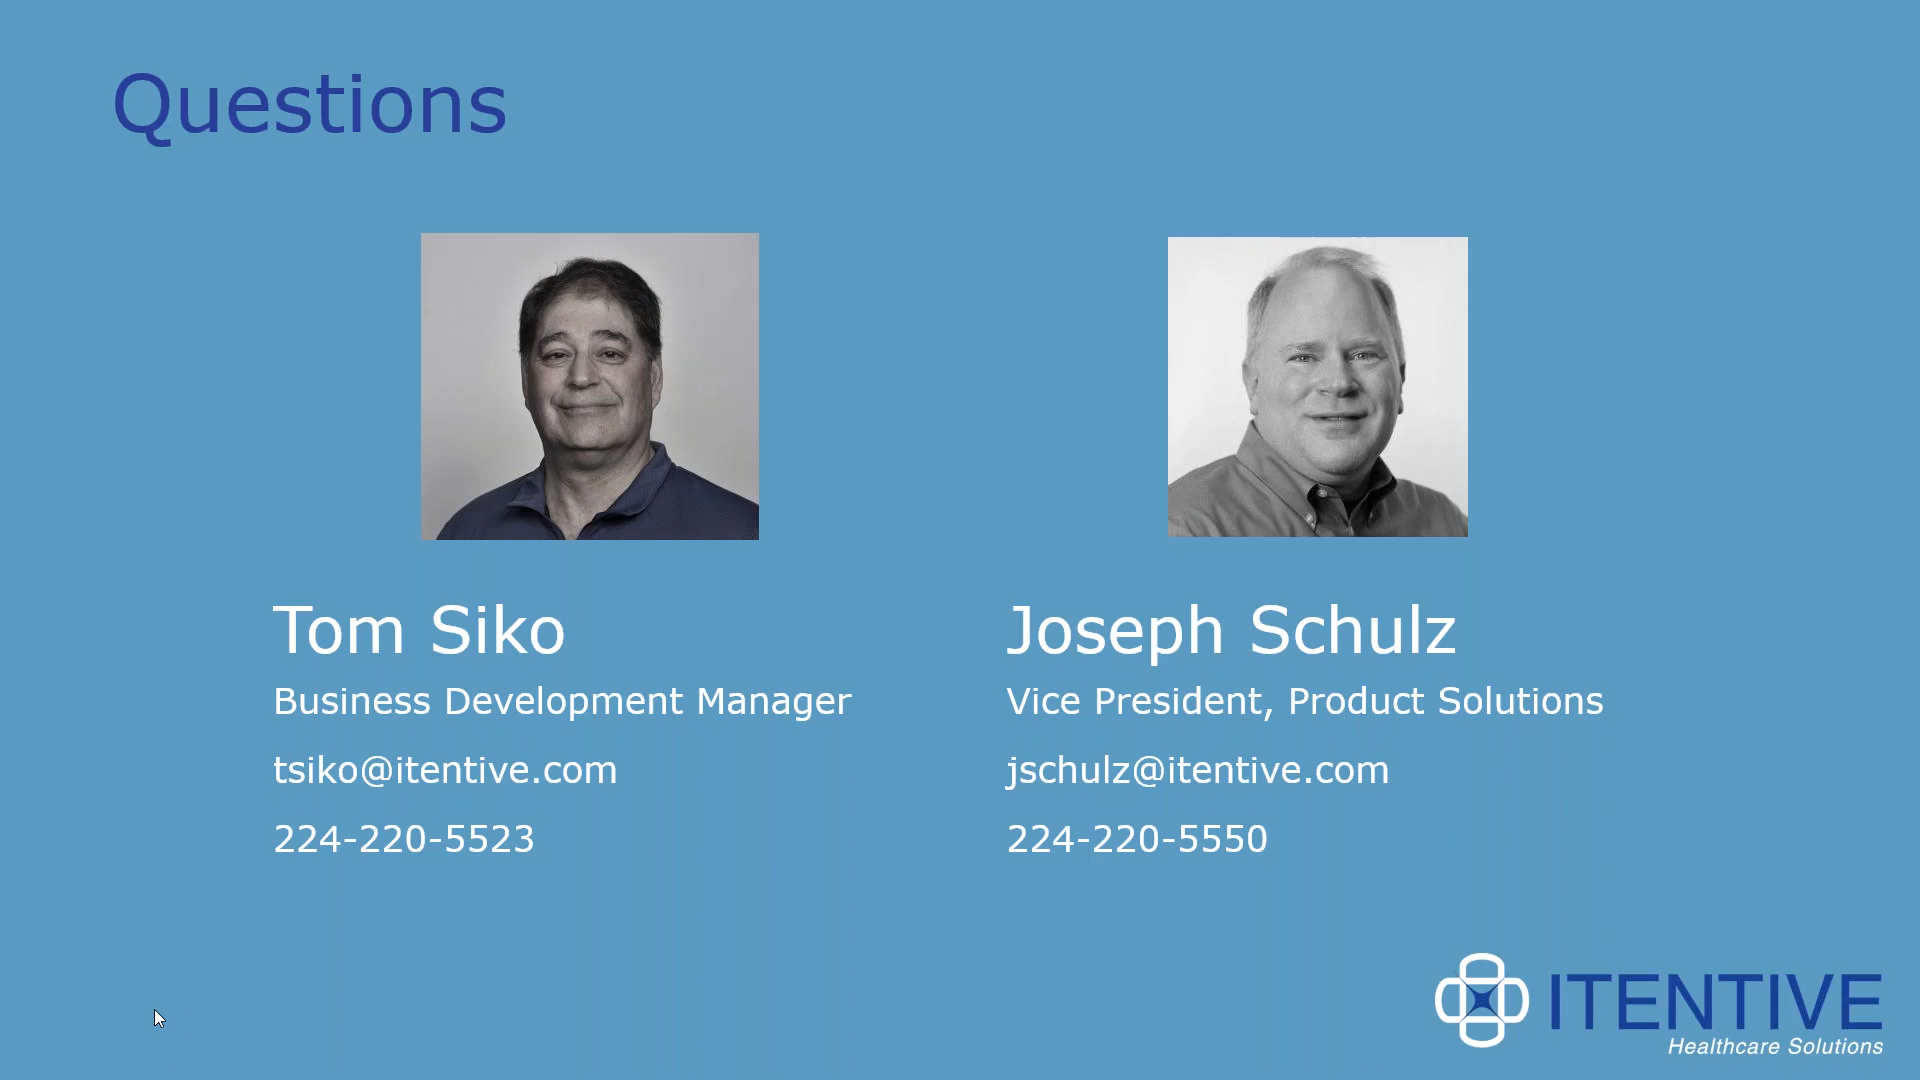 Questions
Tom Siko
Business Development Manager
tsiko@itentive.com
224-220-5523
Joseph Schulz
Vice President, Product Solutions
jschulz@itentive.com
224-220-5550
ITENTIVE
Healthcare Solutions